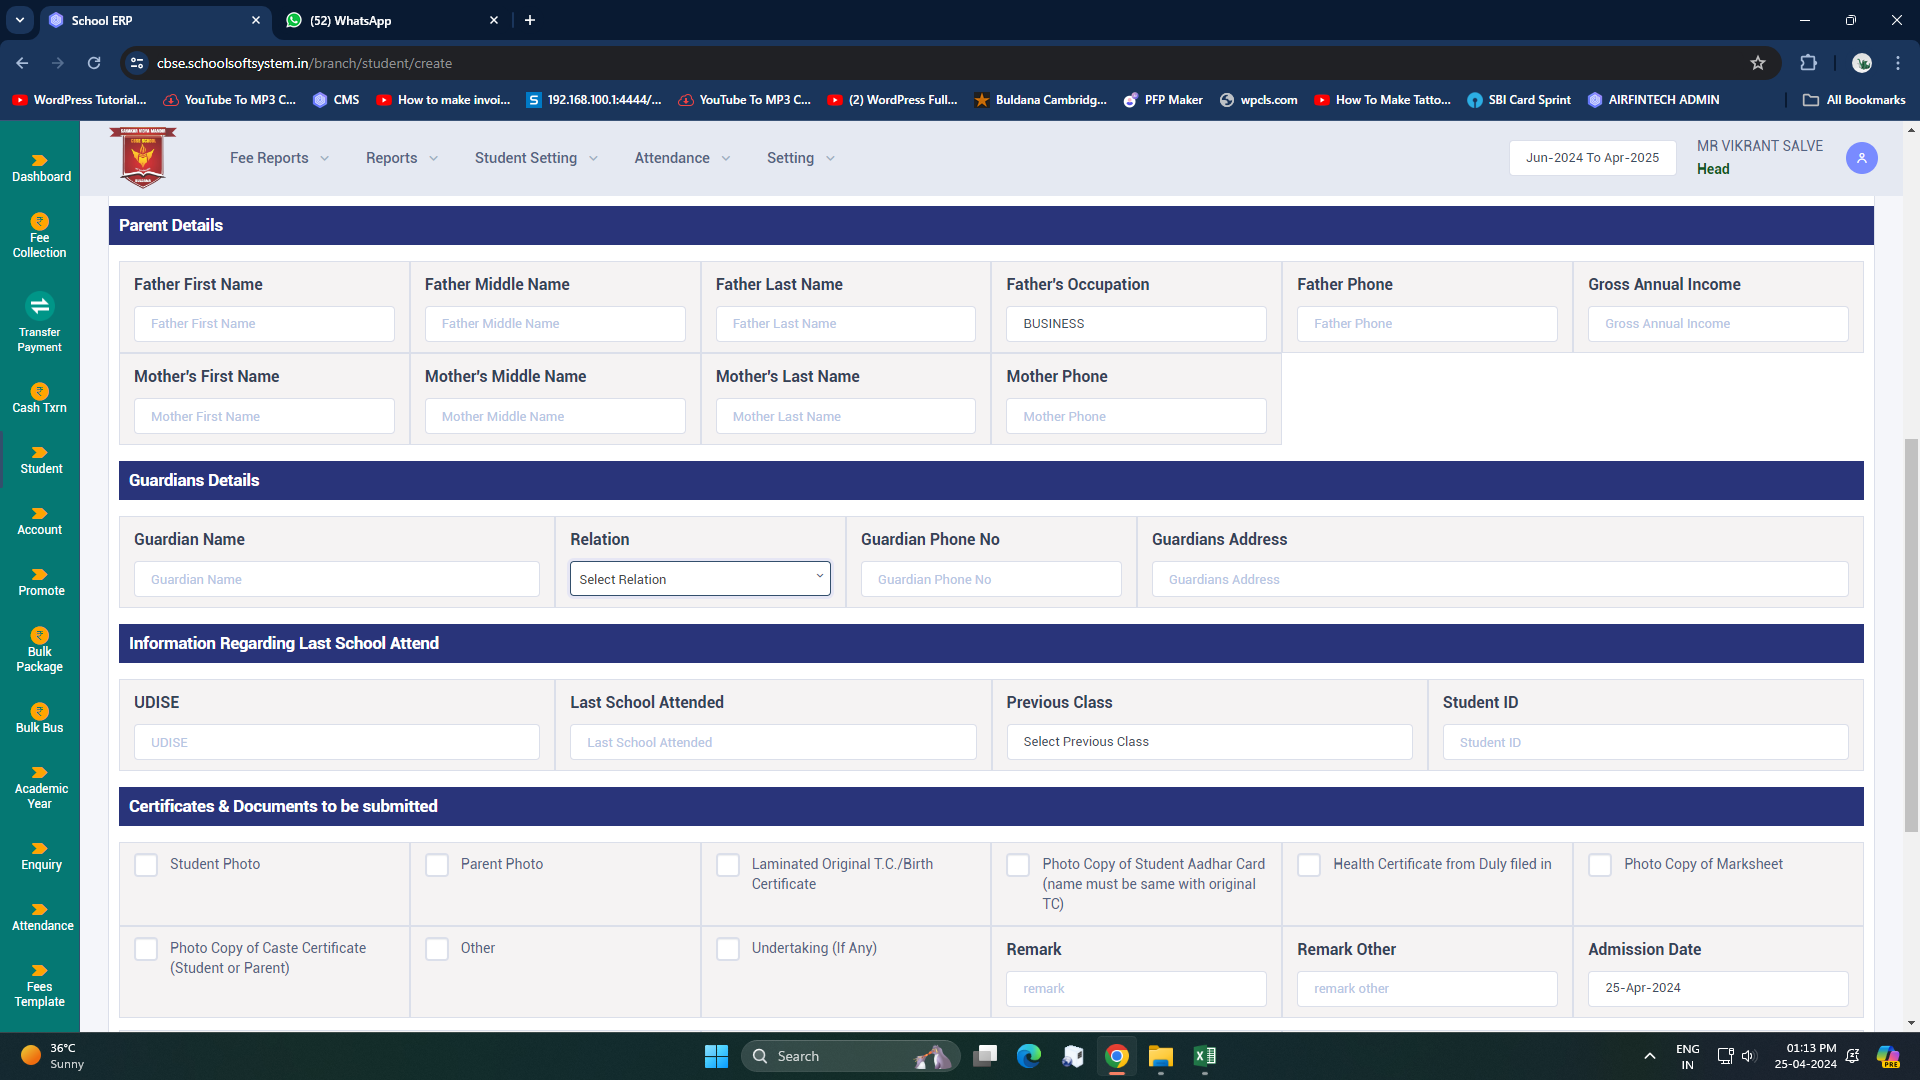 School ERP
(52) WhatsApp
cbse.schoolsoftsystem.in/branch/student/create
WordPress Tutorial...
YouTube To MP3 C...
CMS
How to make invoi...
192.168.100.1:4444/...
YouTube To MP3 C...
(2) WordPress Full...
Buldana Cambridg...
PFP Maker
wpcls.com
How To Make Tatto...
SBI Card Sprint
AIRFINTECH ADMIN
All Bookmarks
Fee Reports
Reports
Student Setting
Attendance
Setting
Jun-2024 To Apr-2025
MR VIKRANT SALVE
Head
Dashboard
Fee
Collection
Transfer
Payment
Cash Txrn
Student
Account
Promote
Bulk
Package
Bulk Bus
Academic
Year
Enquiry
Attendance
Fees
Template
Parent Details
Father First Name
Father Middle Name
Father Last Name
Father's Occupation
Father Phone
Gross Annual Income
Father First Name
Father Middle Name
Father Last Name
BUSINESS
Father Phone
Gross Annual Income
Mother's First Name
Mother's Middle Name
Mother's Last Name
Mother Phone
Mother First Name
Mother Middle Name
Mother Last Name
Mother Phone
Guardians Details
Guardian Name
Relation
Guardian Phone No
Guardians Address
Guardian Name
Select Relation
Guardian Phone No
Guardians Address
Information Regarding Last School Attend
UDISE
Last School Attended
Previous Class
Student ID
UDISE
Last School Attended
Select Previous Class
Student ID
Certificates & Documents to be submitted
Student Photo
Parent Photo
Laminated Original T.C./Birth
Certificate
Photo Copy of Student Aadhar Card
(name must be same with original
TC)
Health Certificate from Duly filed in
Photo Copy of Marksheet
Photo Copy of Caste Certificate
(Student or Parent)
Other
Undertaking (If Any)
Remark
remark
Remark Other
remark other
Admission Date
25-Apr-2024
36°C
Sunny
Search
ENG
IN
01:13 PM
25-04-2024